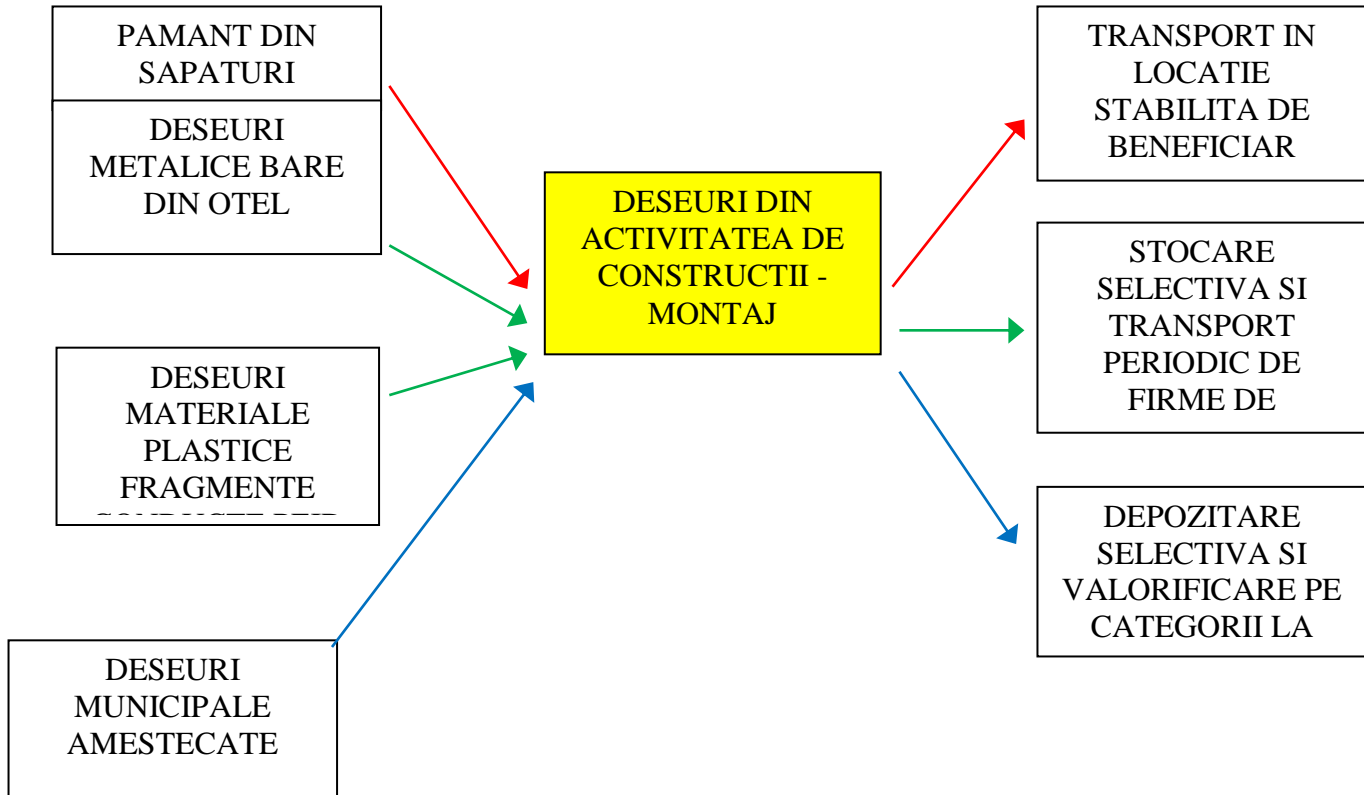 PAMANT DIN
SAPATURI
DESEURI
METALICE BARE
DIN OTEL
DESEURI
MATERIALE
PLASTICE
FRAGMENTE
DESEURI
MUNICIPALE
AMESTECATE
DESEURI DIN
ACTIVITATEA DE
CONSTRUCTII -
MONTAJ
TRANSPORT IN
LOCATIE
STABILITA DE
BENEFICIAR
STOCARE
SELECTIVA SI
TRANSPORT
PERIODIC DE
FIRME DE
DEPOZITARE
SELECTIVA SI
VALORIFICARE PE
CATEGORII LA